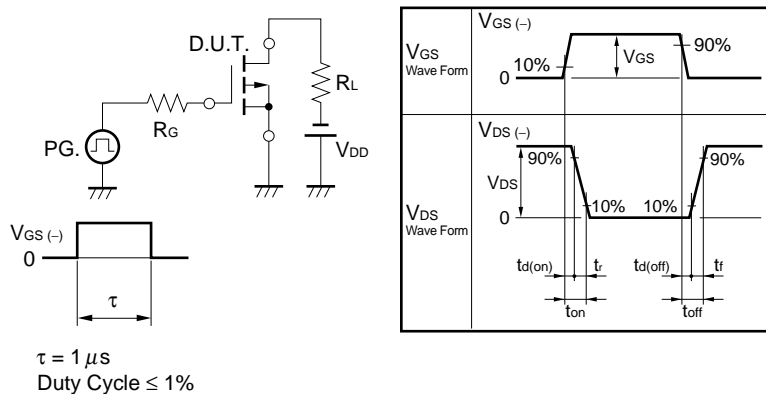 D.U.T.
RL
RG
PG.
VDD
VGS (−)
0
τ
τ = 1 μs
Duty Cycle ≤ 1%
VGS
Wave Form
VGS (−)
10%
0
VGS
90%
VDS
Wave Form
VDS (−)
90%
VDS
0
10%
10%
90%
td(on)
tr
td(off)
tf
ton
toff